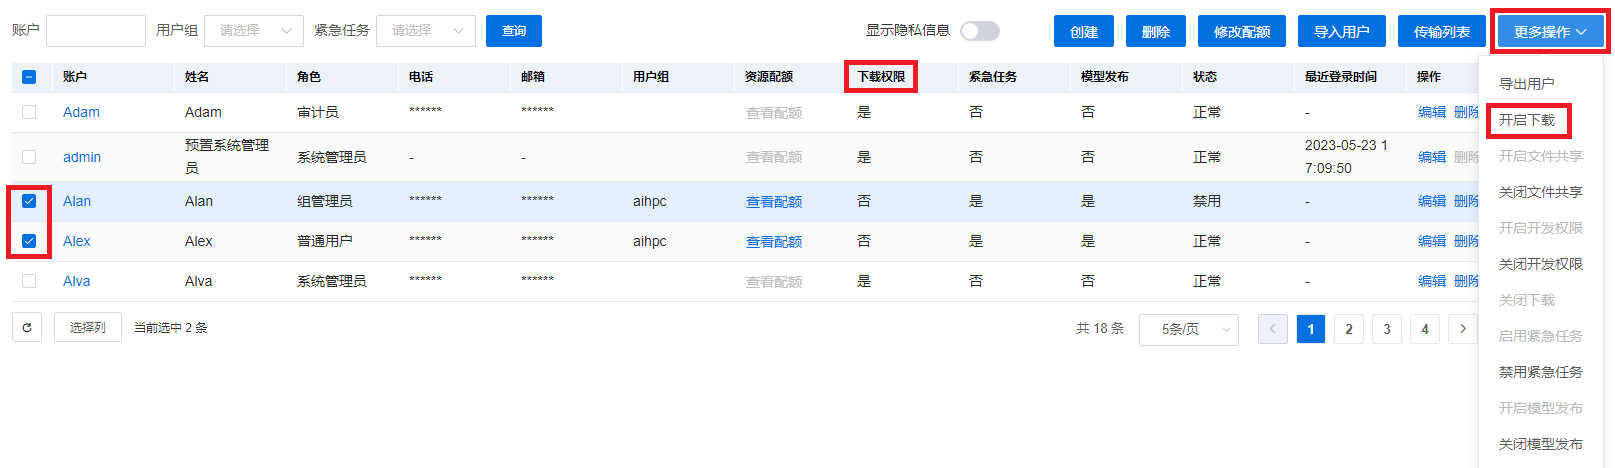 账户 用户组 请选择 紧急任务 请选择 查询 显示隐私信息 创建 删除 修改配额 导入用户 传输列表 更多操作
账户 姓名 角色 电话 邮箱 用户组 资源配额 下载权限 紧急任务 模型发布 状态 最近登录时间 操作
Adam Adam 审计员 ****** ****** 查看配额 是 否 否 正常 - 编辑 删除
admin 预置系统管理员 系统管理员 - - 查看配额 是 否 否 正常 2023-05-23 17:09:50 编辑 删除
Alan Alan 组管理员 ****** ****** aihpc 查看配额 否 是 是 禁用 - 编辑 删除
Alex Alex 普通用户 ****** ****** aihpc 查看配额 否 是 是 正常 - 编辑 删除
Alva Alva 系统管理员 ****** ****** 查看配额 是 否 否 正常 - 编辑 删除
选择列 当前选中 2 条 共 18 条 5条/页 1 2 3 4
导出用户
开启下载
开启文件共享
关闭文件共享
开启开发权限
关闭开发权限
关闭下载
启用紧急任务
禁用紧急任务
开启模型发布
关闭模型发布